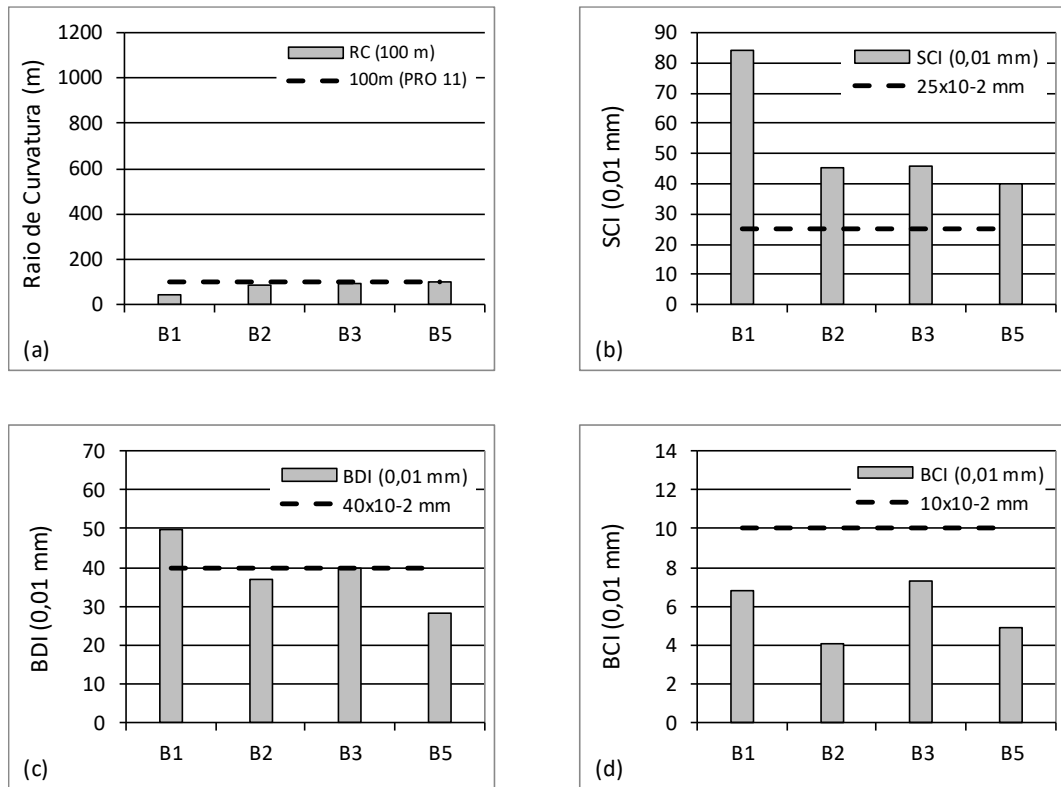 Raio de Curvatura (m)
1200
1000
800
600
400
200
0
RC (100 m)
100m (PRO 11)
B1 B2 B3 B5
(a)
SCI (0,01 mm)
90
80
70
60
50
40
30
20
10
0
SCI (0,01 mm)
25x10-2 mm
B1 B2 B3 B5
(b)
BDI (0,01 mm)
70
60
50
40
30
20
10
0
BDI (0,01 mm)
40x10-2 mm
B1 B2 B3 B5
(c)
BCI (0,01 mm)
14
12
10
8
6
4
2
0
BCI (0,01 mm)
10x10-2 mm
B1 B2 B3 B5
(d)